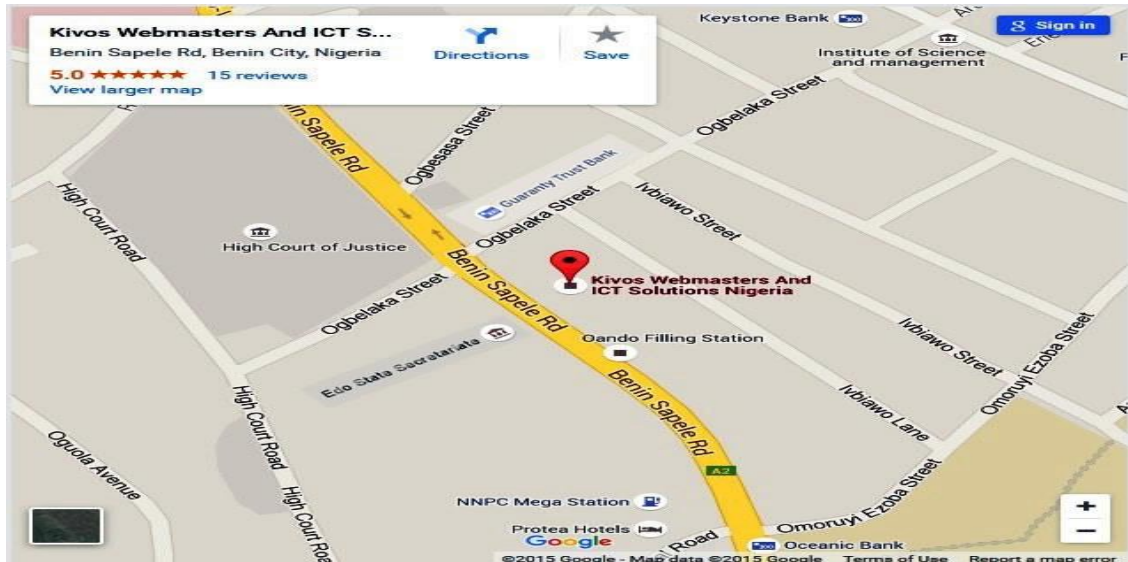 Kivos Webmasters And ICT S...
Benin Sapele Rd, Benin City, Nigeria
5.0 ★★★★★ 15 reviews
View larger map
Directions
Save
Keystone Bank
Sign in
Institute of Science
and management
Ogbelaka Street
Ogbesasa Street
Sapele Rd
Guaranty Trust Bank
Ivbiawo Street
High Court Road
High Court of Justice
Ogbelaka Street
Benin Sapele Rd
Kivos Webmasters And
ICT Solutions Nigeria
Ogbelaka Street
Oando Filling Station
Ivbiawo Street
Omoruyi Ezoba Street
Edo State Secretariate
Benin Sapele Rd
Ivbiawo Lane
High Court Road
Oguola Avenue
A2
Omoruyi Ezoba Street
NNPC Mega Station
Protea Hotels
High Court
Road
Oceanic Bank
+
−
Google
©2015 Google - Map data ©2015 Google Terms of Use Report a map error